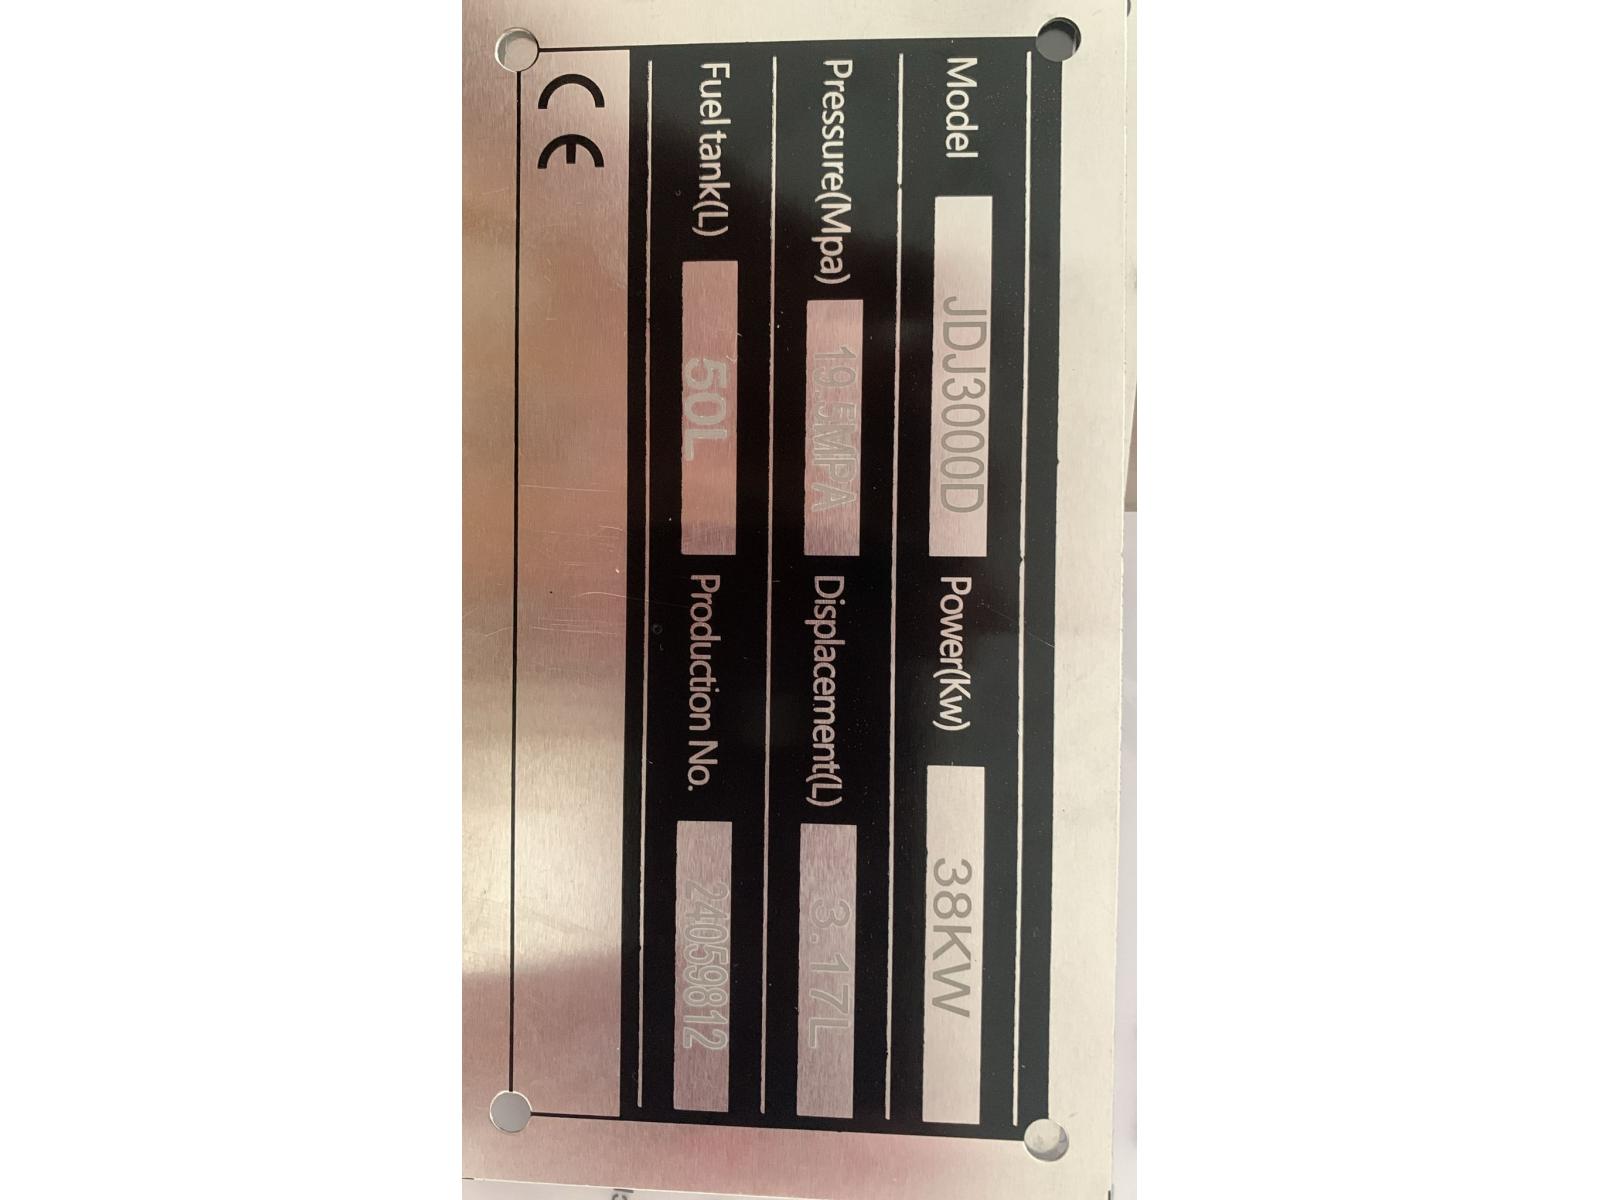 Model JDJ3000D Power(Kw) 38KW
Pressure(Mpa) 19.5MPA Displacement(L) 3.17L
Fuel tank(L) 50L Production No. 24059812
CE